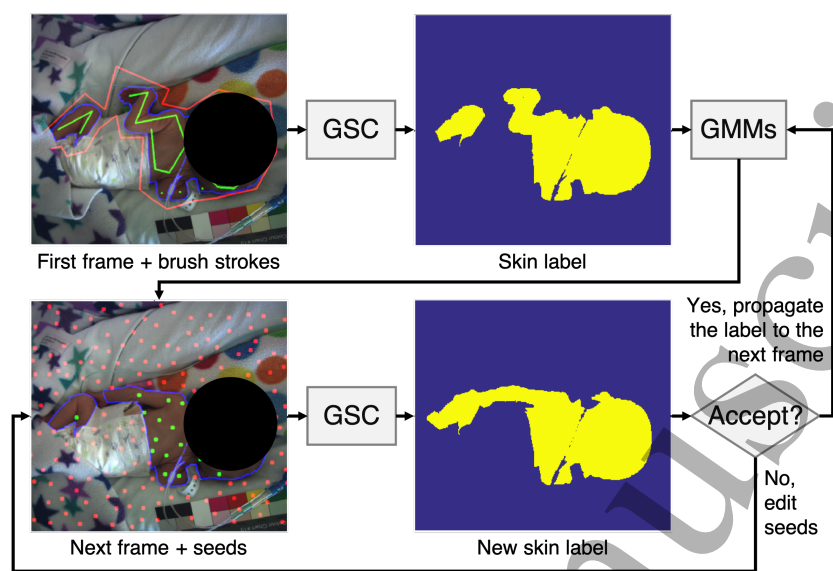 GSC
GMMs
First frame + brush strokes
Skin label
Yes, propagate
the label to the
next frame
GSC
Accept?
No,
edit
seeds
Next frame + seeds
New skin label